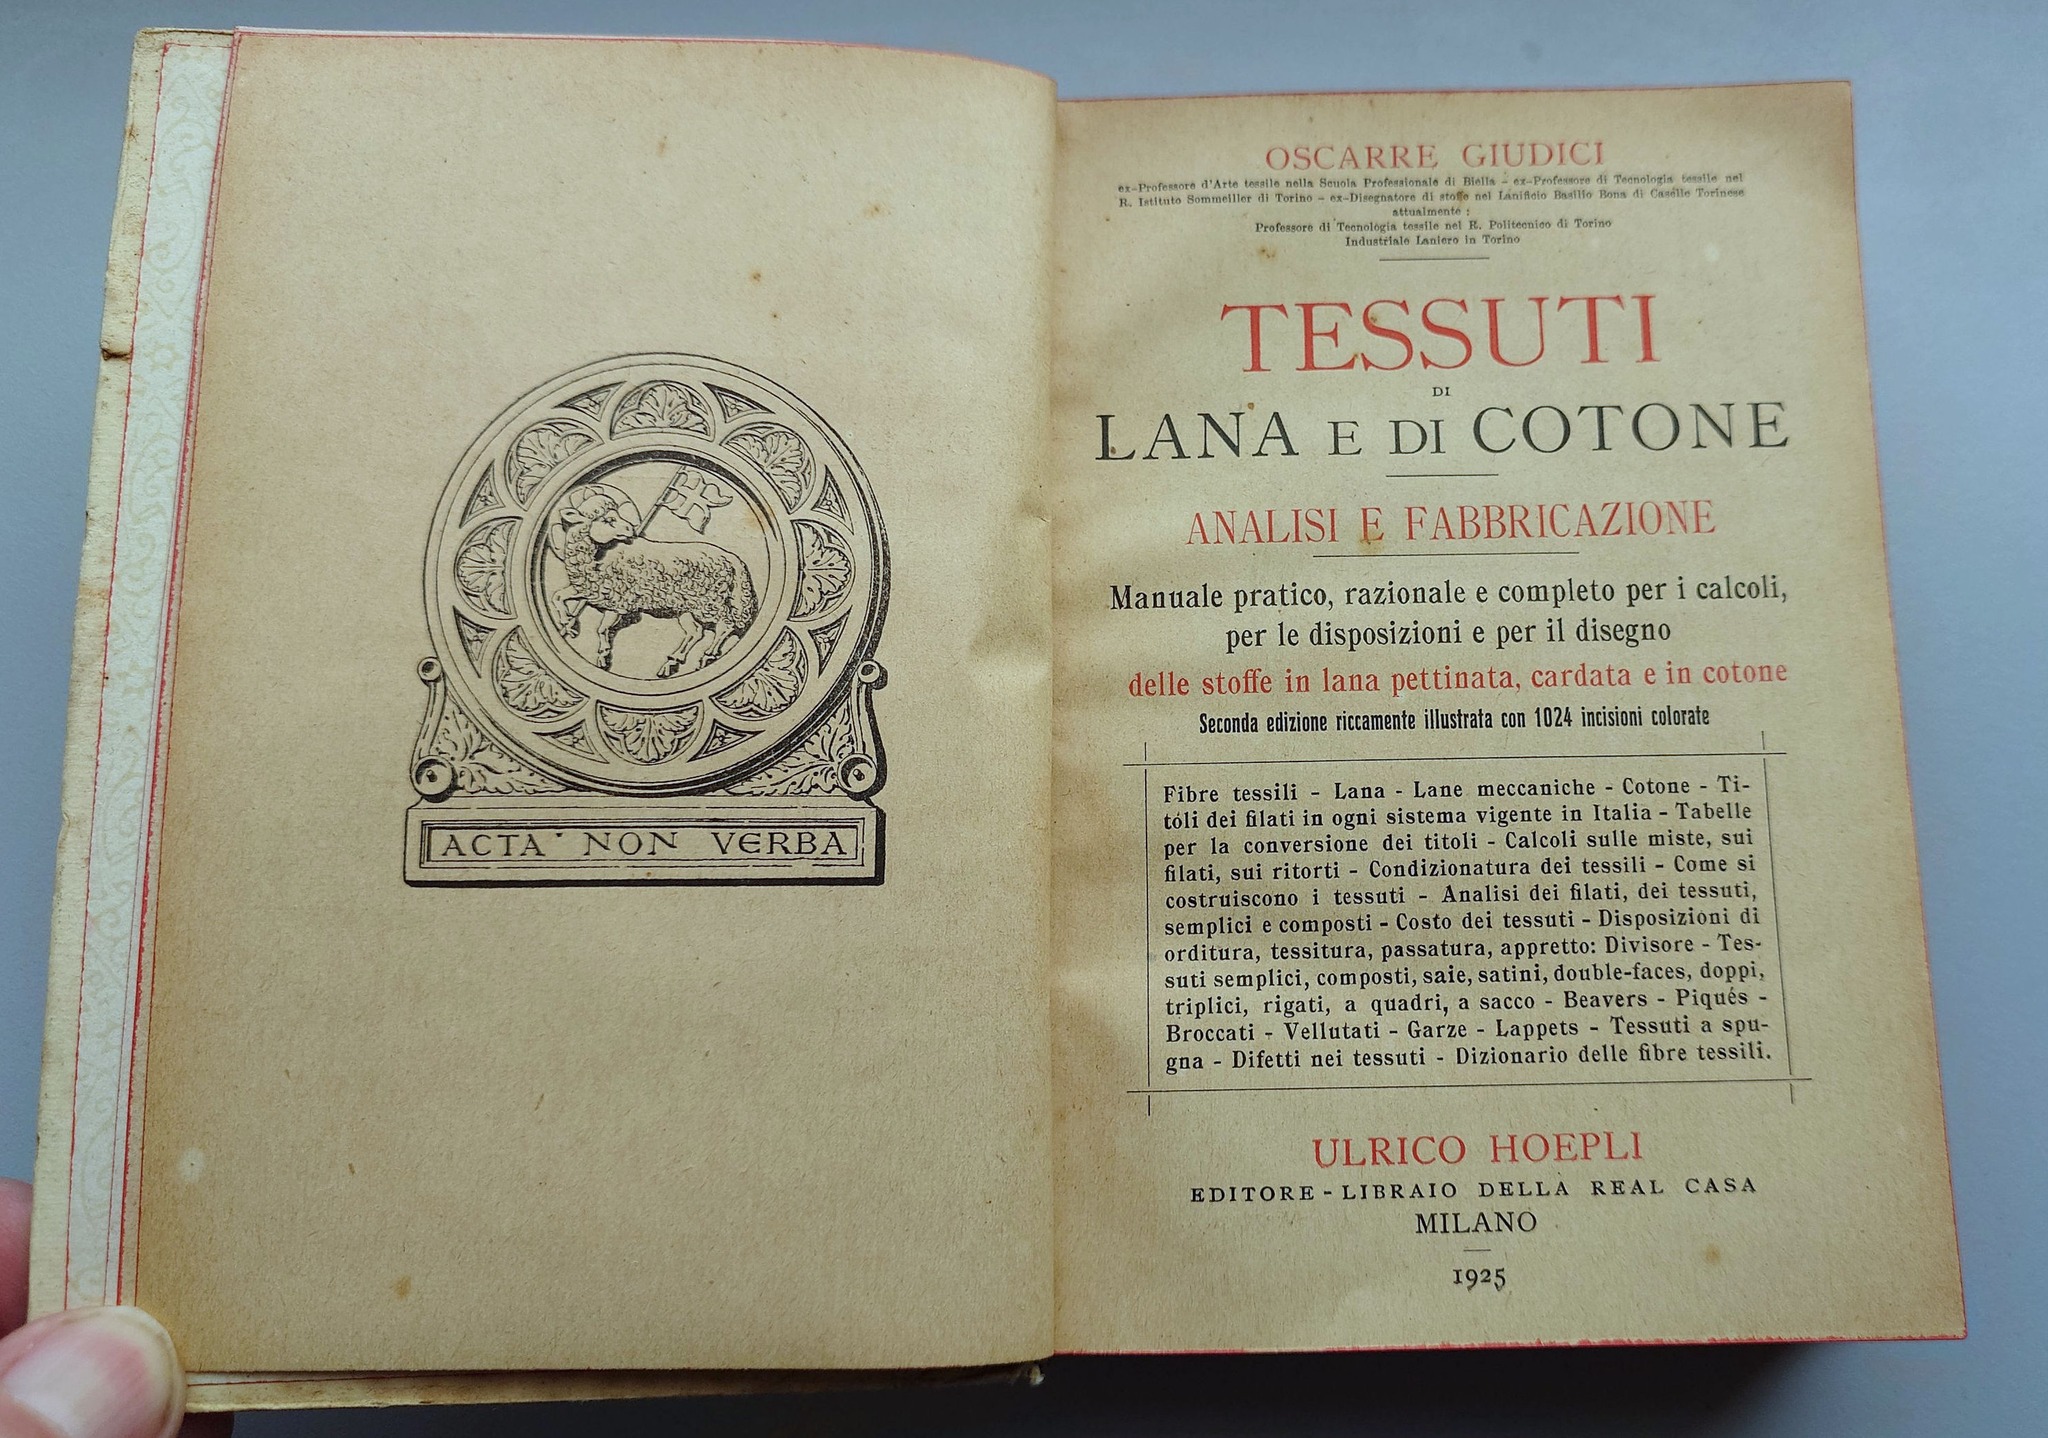 ACTA NON VERBA
OSCARRE GIUDICI
ex-Professore d'Arte tessile nella Scuola Professionale di Biella - ex-Professore di Tecnologia tessile nel
R. Istituto Sommeiller di Torino - ex-Disegnatore di stoffe nel Lanificio Basilio Bona di Caselle Torinese
attualmente :
Professore di Tecnologia tessile nel R. Politecnico di Torino
Industriale Laniero in Torino
TESSUTI
DI
LANA E DI COTONE
ANALISI E FABBRICAZIONE
Manuale pratico, razionale e completo per i calcoli,
per le disposizioni e per il disegno
delle stoffe in lana pettinata, cardata e in cotone
Seconda edizione riccamente illustrata con 1024 incisioni colorate
Fibre tessili - Lana - Lane meccaniche - Cotone - Ti-
toli dei filati in ogni sistema vigente in Italia - Tabelle
per la conversione dei titoli - Calcoli sulle miste, sui
filati, sui ritorti - Condizionatura dei tessili - Come si
costruiscono i tessuti - Analisi dei filati, dei tessuti,
semplici e composti - Costo dei tessuti - Disposizioni di
orditura, tessitura, passatura, appretto: Divisore - Tes-
suti semplici, composti, saie, satini, double-faces, doppi,
triplici, rigati, a quadri, a sacco - Beavers - Piqués -
Broccati - Vellutati - Garze - Lappets - Tessuti a spu-
gna - Difetti nei tessuti - Dizionario delle fibre tessili.
ULRICO HOEPLI
EDITORE-LIBRAIO DELLA REAL CASA
MILANO
1925